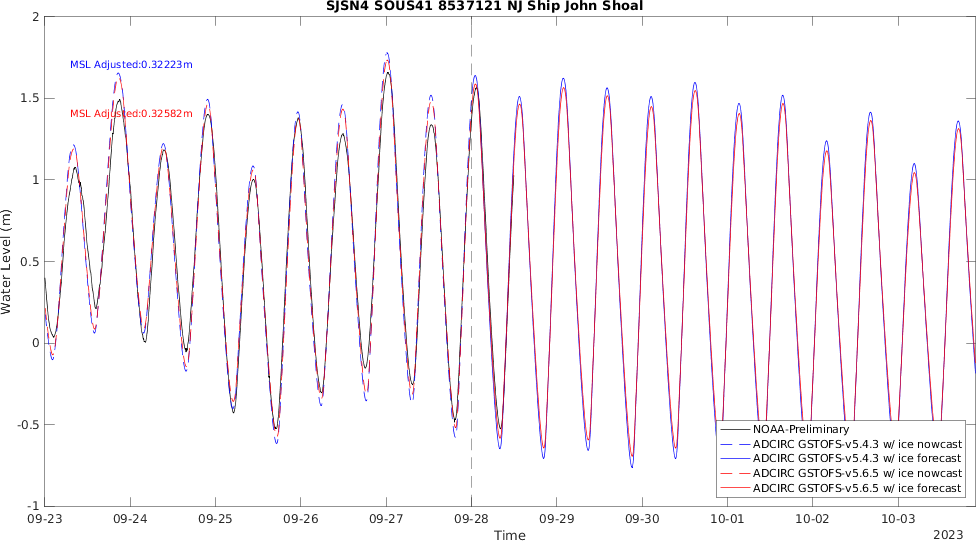 SJSN4 SOUS41 8537121 NJ Ship John Shoal
2
1.5
1
0.5
0
-0.5
-1
Water Level (m)
MSL Adjusted:0.32223m
MSL Adjusted:0.32582m
NOAA-Preliminary
ADCIRC GSTOFS-v5.4.3 w/ ice nowcast
ADCIRC GSTOFS-v5.4.3 w/ ice forecast
ADCIRC GSTOFS-v5.6.5 w/ ice nowcast
ADCIRC GSTOFS-v5.6.5 w/ ice forecast
09-23 09-24 09-25 09-26 09-27 09-28 09-29 09-30 10-01 10-02 10-03
Time
2023